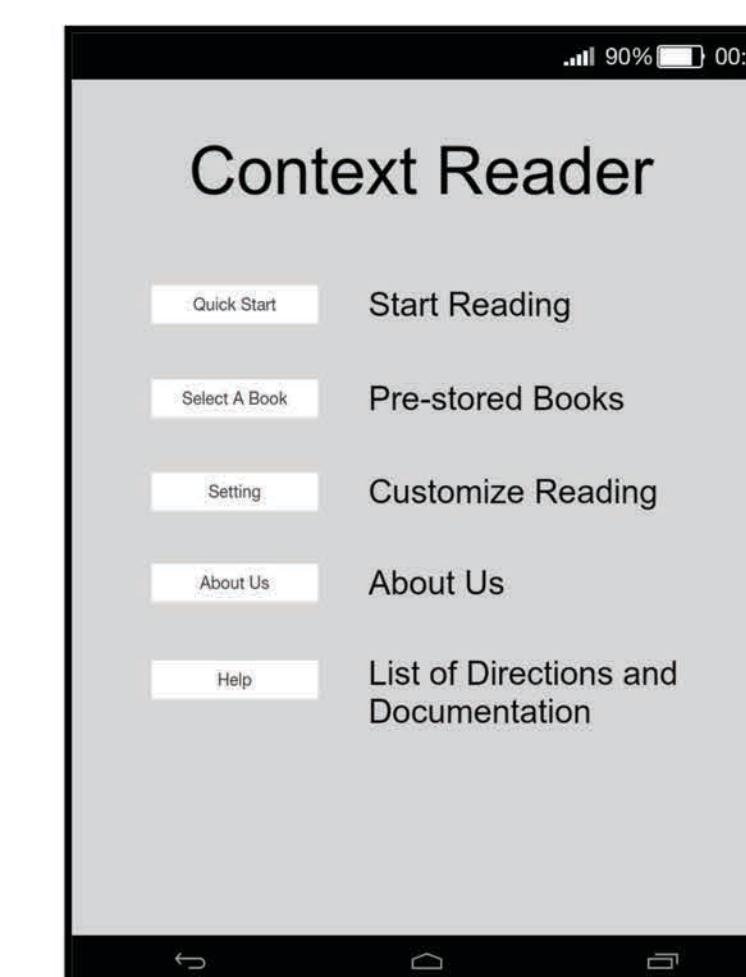 90% 00:
Context Reader
Quick Start Start Reading
Select A Book Pre-stored Books
Setting Customize Reading
About Us About Us
Help List of Directions and
Documentation